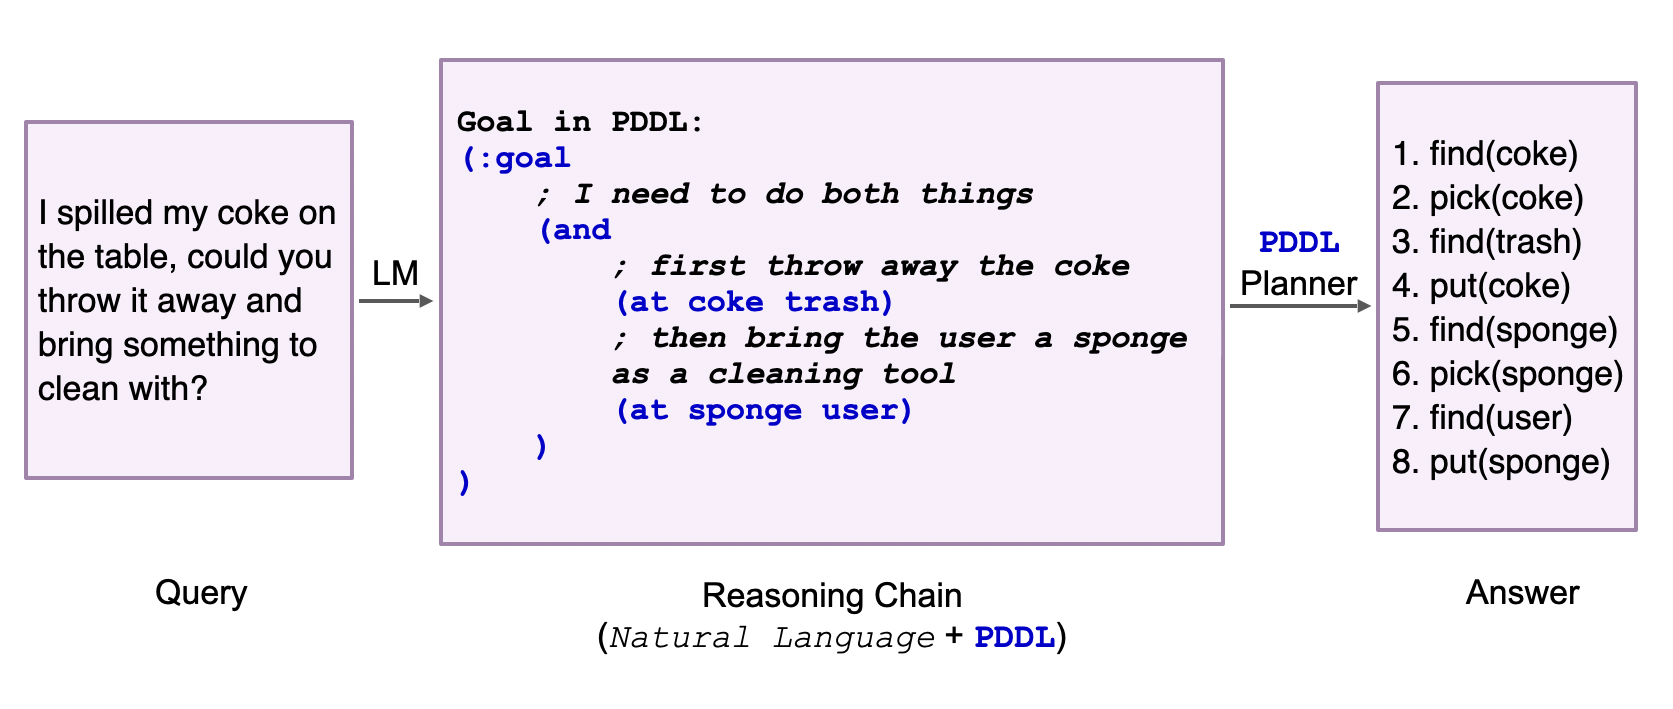 I spilled my coke on
the table, could you
throw it away and
bring something to
clean with?
Query
LM
Goal in PDDL:
(:goal
; I need to do both things
(and
; first throw away the coke
(at coke trash)
; then bring the user a sponge
as a cleaning tool
(at sponge user)
)
)
Reasoning Chain
(Natural Language + PDDL)
PDDL
Planner
1. find(coke)
2. pick(coke)
3. find(trash)
4. put(coke)
5. find(sponge)
6. pick(sponge)
7. find(user)
8. put(sponge)
Answer